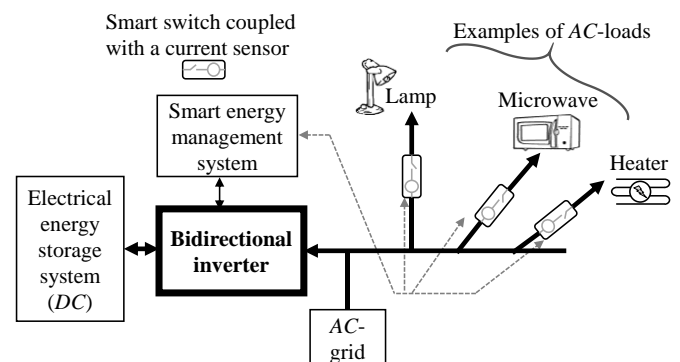 Smart switch coupled
with a current sensor
Examples of AC-loads
Lamp
Microwave
Heater
Smart energy
management
system
Electrical
energy
storage
system
(DC)
Bidirectional
inverter
AC-
grid